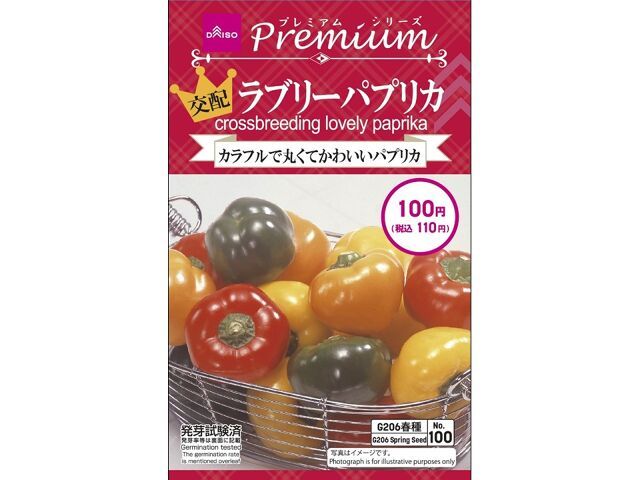 DAISO
プレミアム シリーズ
Premium
交配
ラブリーパプリカ
crossbreeding lovely paprika
カラフルで丸くてかわいいパプリカ
100円
(税込 110円)
発芽試験済
発芽率等は裏面に記載
Germination tested
The germination rate
is mentioned overleaf.
G206春種
G206 Spring Seed
No.
100
写真はイメージです。
Photograph is for illustrative purposes only